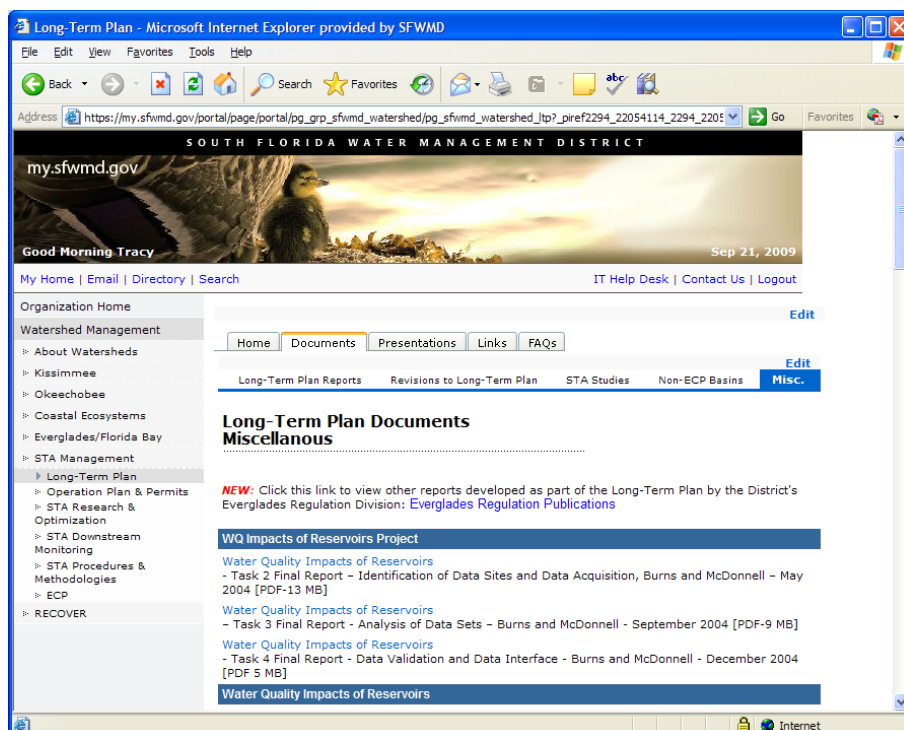 Long-Term Plan - Microsoft Internet Explorer provided by SFWMD
File Edit View Favorites Tools Help
Back Search Favorites abc
Address https://my.sfwmd.gov/portal/page/portal/pg_grp_sfwmd_watershed/pg_sfwmd_watershed_ltp?_piref2294_22054114_2294_2205 Go Favorites
SOUTH FLORIDA WATER MANAGEMENT DISTRICT
my.sfwmd.gov
Good Morning Tracy Sep 21, 2009
My Home | Email | Directory | Search IT Help Desk | Contact Us | Logout
Organization Home
Watershed Management
About Watersheds
Kissimmee
Okeechobee
Coastal Ecosystems
Everglades/Florida Bay
STA Management
Long-Term Plan
Operation Plan & Permits
STA Research &
Optimization
STA Downstream
Monitoring
STA Procedures &
Methodologies
ECP
RECOVER
Edit
Home Documents Presentations Links FAQs
Edit
Long-Term Plan Reports Revisions to Long-Term Plan STA Studies Non-ECP Basins Misc.
Long-Term Plan Documents
Miscellanous
NEW: Click this link to view other reports developed as part of the Long-Term Plan by the District's
Everglades Regulation Division: Everglades Regulation Publications
WQ Impacts of Reservoirs Project
Water Quality Impacts of Reservoirs
- Task 2 Final Report – Identification of Data Sites and Data Acquisition, Burns and McDonnell – May
2004 [PDF-13 MB]
Water Quality Impacts of Reservoirs
– Task 3 Final Report - Analysis of Data Sets – Burns and McDonnell - September 2004 [PDF-9 MB]
Water Quality Impacts of Reservoirs
- Task 4 Final Report - Data Validation and Data Interface - Burns and McDonnell - December 2004
[PDF 5 MB]
Water Quality Impacts of Reservoirs
Internet